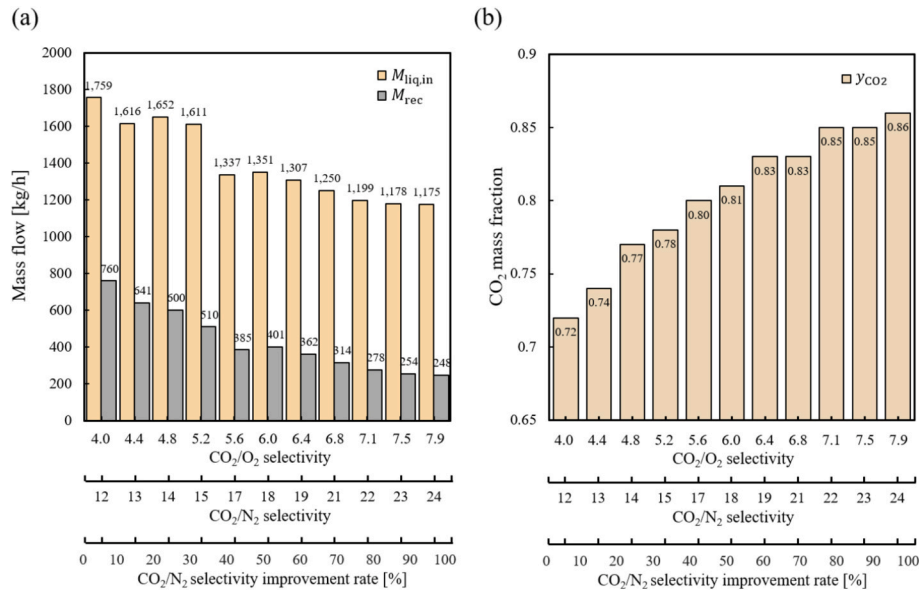 (a)
2000
1800
1600
1400
1200
1000
800
600
400
200
0
Mass flow [kg/h]
M liq,in
M rec
1,759
1,616
1,652
1,611
1,337
1,351
1,307
1,250
1,199
1,178
1,175
760
641
600
510
385
401
362
314
278
254
248
4.0 4.4 4.8 5.2 5.6 6.0 6.4 6.8 7.1 7.5 7.9
CO2/O2 selectivity
12 13 14 15 17 18 19 21 22 23 24
CO2/N2 selectivity
0 10 20 30 40 50 60 70 80 90 100
CO2/N2 selectivity improvement rate [%]
(b)
0.9
0.85
0.8
0.75
0.7
0.65
CO2 mass fraction
yCO2
0.72
0.74
0.77
0.78
0.80
0.81
0.83
0.83
0.85
0.85
0.86
4.0 4.4 4.8 5.2 5.6 6.0 6.4 6.8 7.1 7.5 7.9
CO2/O2 selectivity
12 13 14 15 17 18 19 21 22 23 24
CO2/N2 selectivity
0 10 20 30 40 50 60 70 80 90 100
CO2/N2 selectivity improvement rate [%]